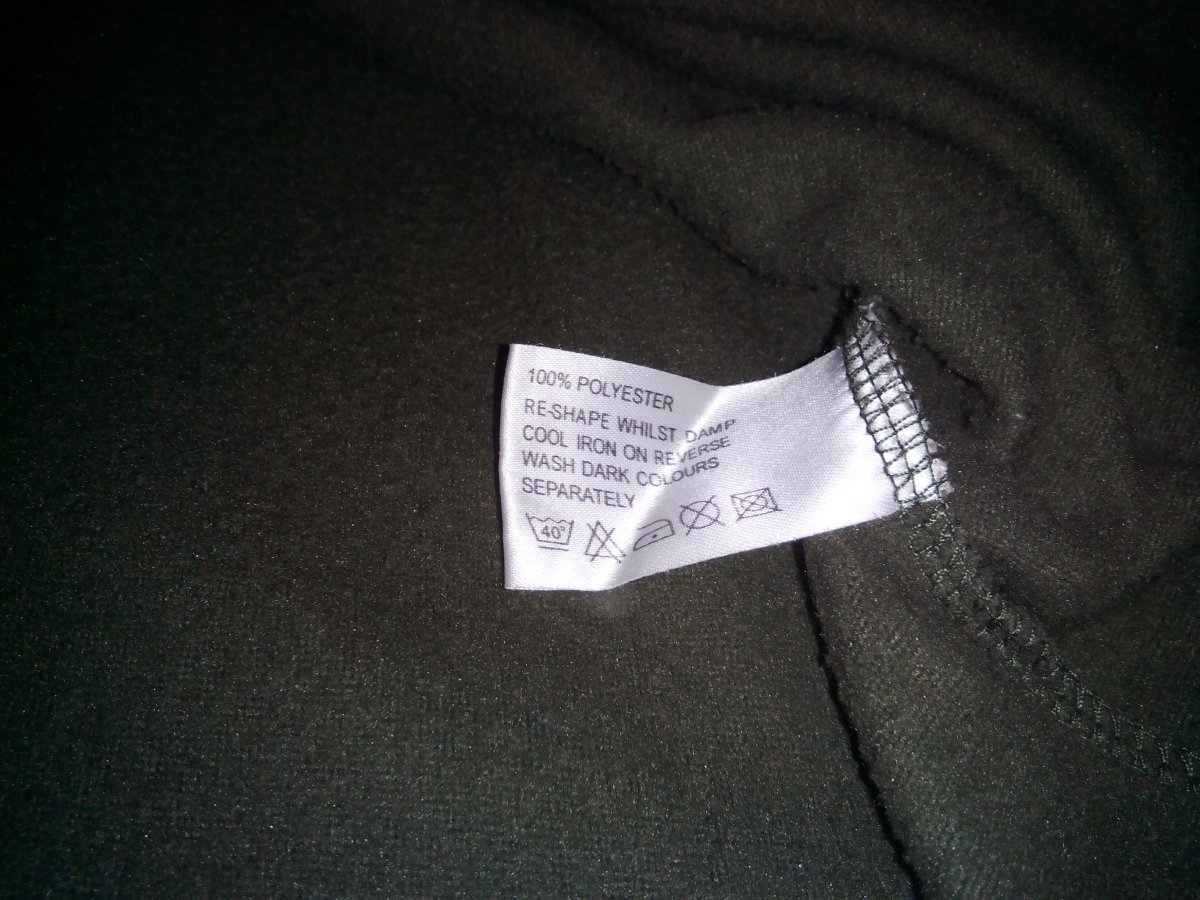 100% POLYESTER
RE-SHAPE WHILST DAMP
COOL IRON ON REVERSE
WASH DARK COLOURS
SEPARATELY
40°